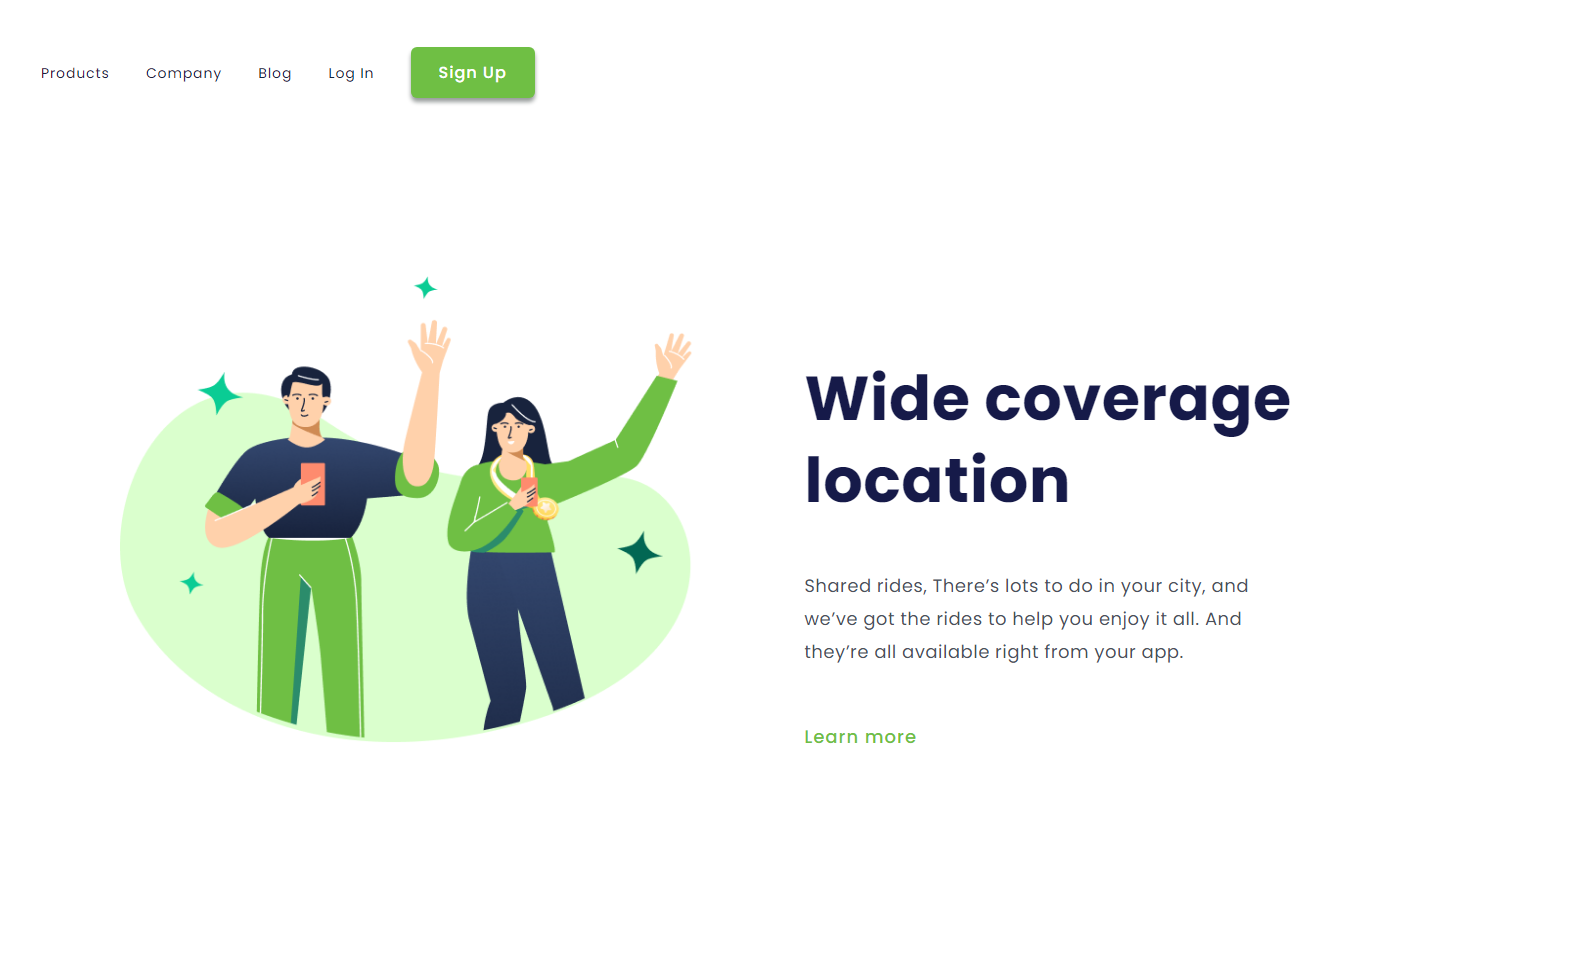 Products Company Blog Log In Sign Up
Wide coverage
location
Shared rides, There’s lots to do in your city, and
we’ve got the rides to help you enjoy it all. And
they’re all available right from your app.
Learn more